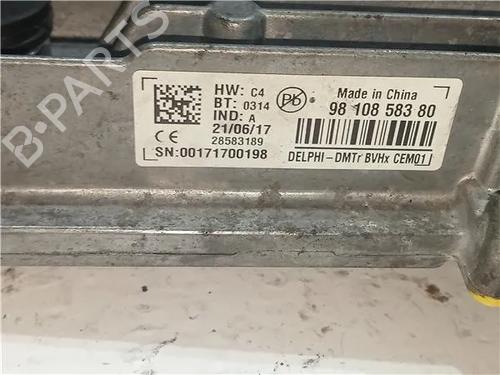 B-PARTS
HW: C4
BT: 0314
IND: A
21/06/17
28583189
SN:00171700198
Pb
Made in China
98 108 583 80
DELPHI-DMTr BVHx CEM01